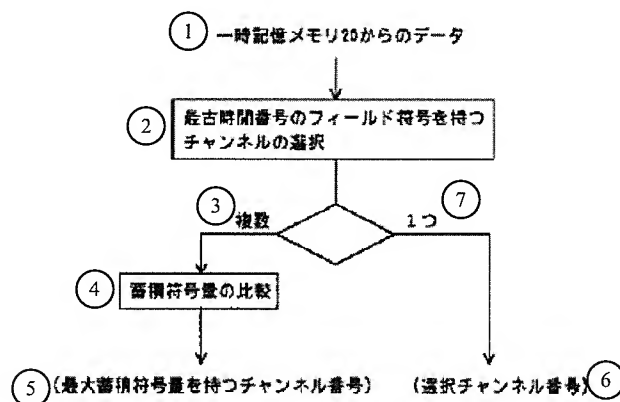 ① 一時記憶メモリ20からのデータ
② 最古時間番号のフィールド符号を持つ
チャンネルの選択
③ 複数
1つ ⑦
④ 蓄積符号量の比較
⑤ (最大蓄積符号量を持つチャンネル番号)
(選択チャンネル番号) ⑥